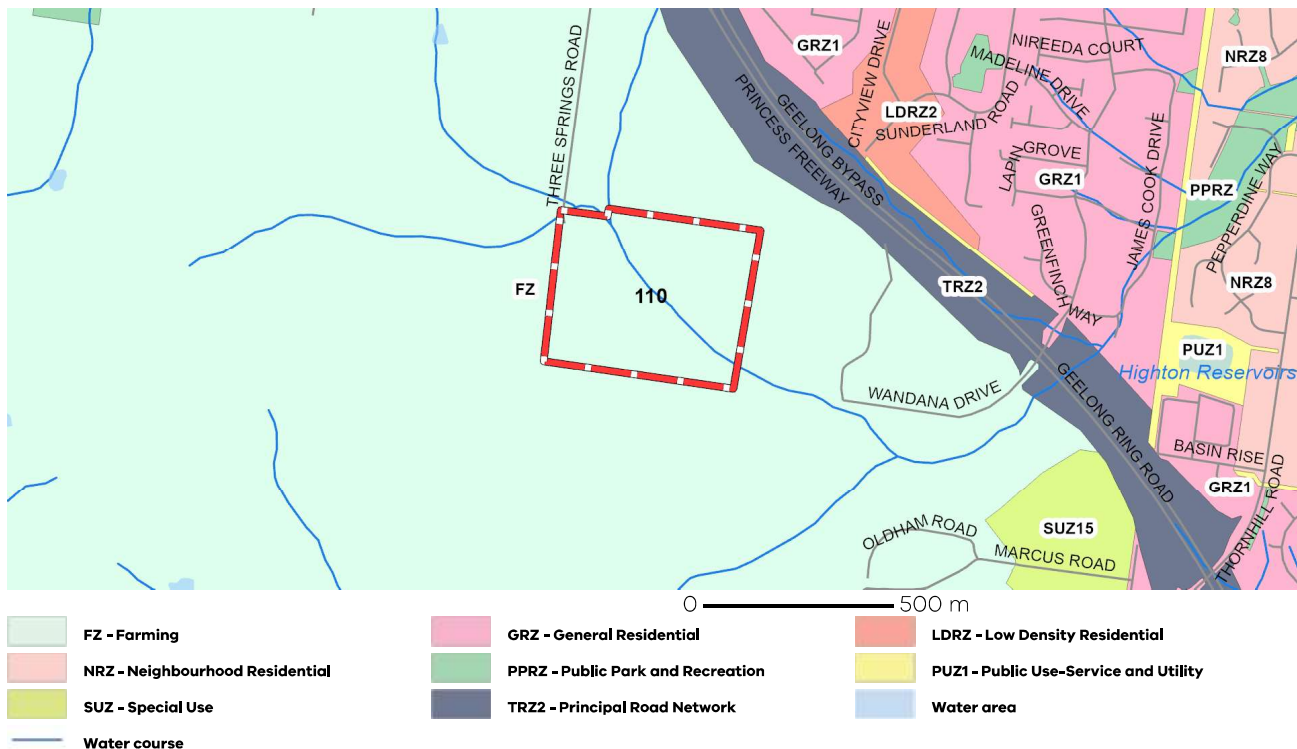 GRZ1
CITYVIEW DRIVE
NIREEDA COURT
NRZ8
THREE SPRINGS ROAD
MADELINE DRIVE
GEELONG BYPASS
PRINCESS FREEWAY
LDRZ2
SUNDERLAND ROAD
LAPIN
GROVE
GRZ1
JAMES COOK DRIVE
PPRZ
PEPPERDINE WAY
GREENFINCH WAY
FZ
110
TRZ2
NRZ8
PUZ1
Highton Reservoirs
WANDANA DRIVE
GEELONG RING ROAD
BASIN RISE
GRZ1
THORNHILL ROAD
OLDHAM ROAD
SUZ15
MARCUS ROAD
0 500 m
FZ - Farming
GRZ - General Residential
LDRZ - Low Density Residential
NRZ - Neighbourhood Residential
PPRZ - Public Park and Recreation
PUZ1 - Public Use-Service and Utility
SUZ - Special Use
TRZ2 - Principal Road Network
Water area
Water course